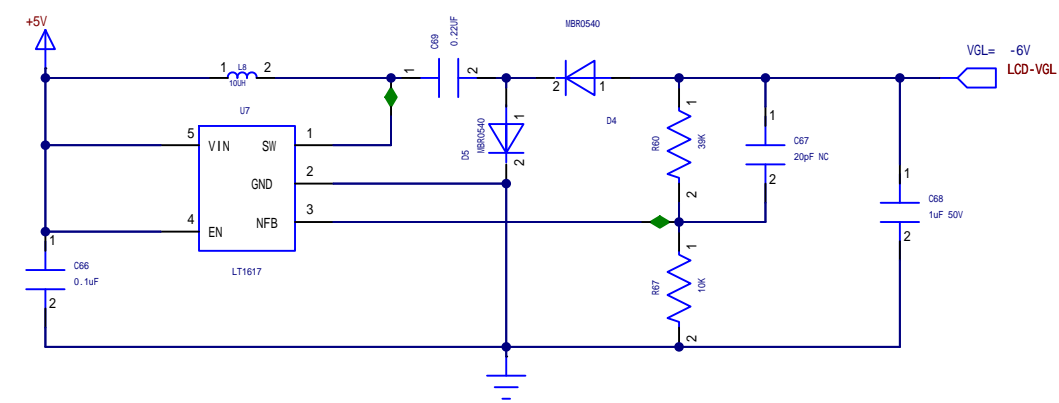 +5V
MBR0540
C69
0.22UF
VGL= -6V
LCD-VGL
1 L8 2
10UH
1
2
2
1
U7
D4
1
2
D5
MBR0540
1
2
R60
39K
1
C67
20pF NC
2
5
VIN
SW
1
GND
2
4
EN
NFB
3
LT1617
1
C68
1uF 50V
2
1
C66
0.1uF
2
1
R67
10K
2